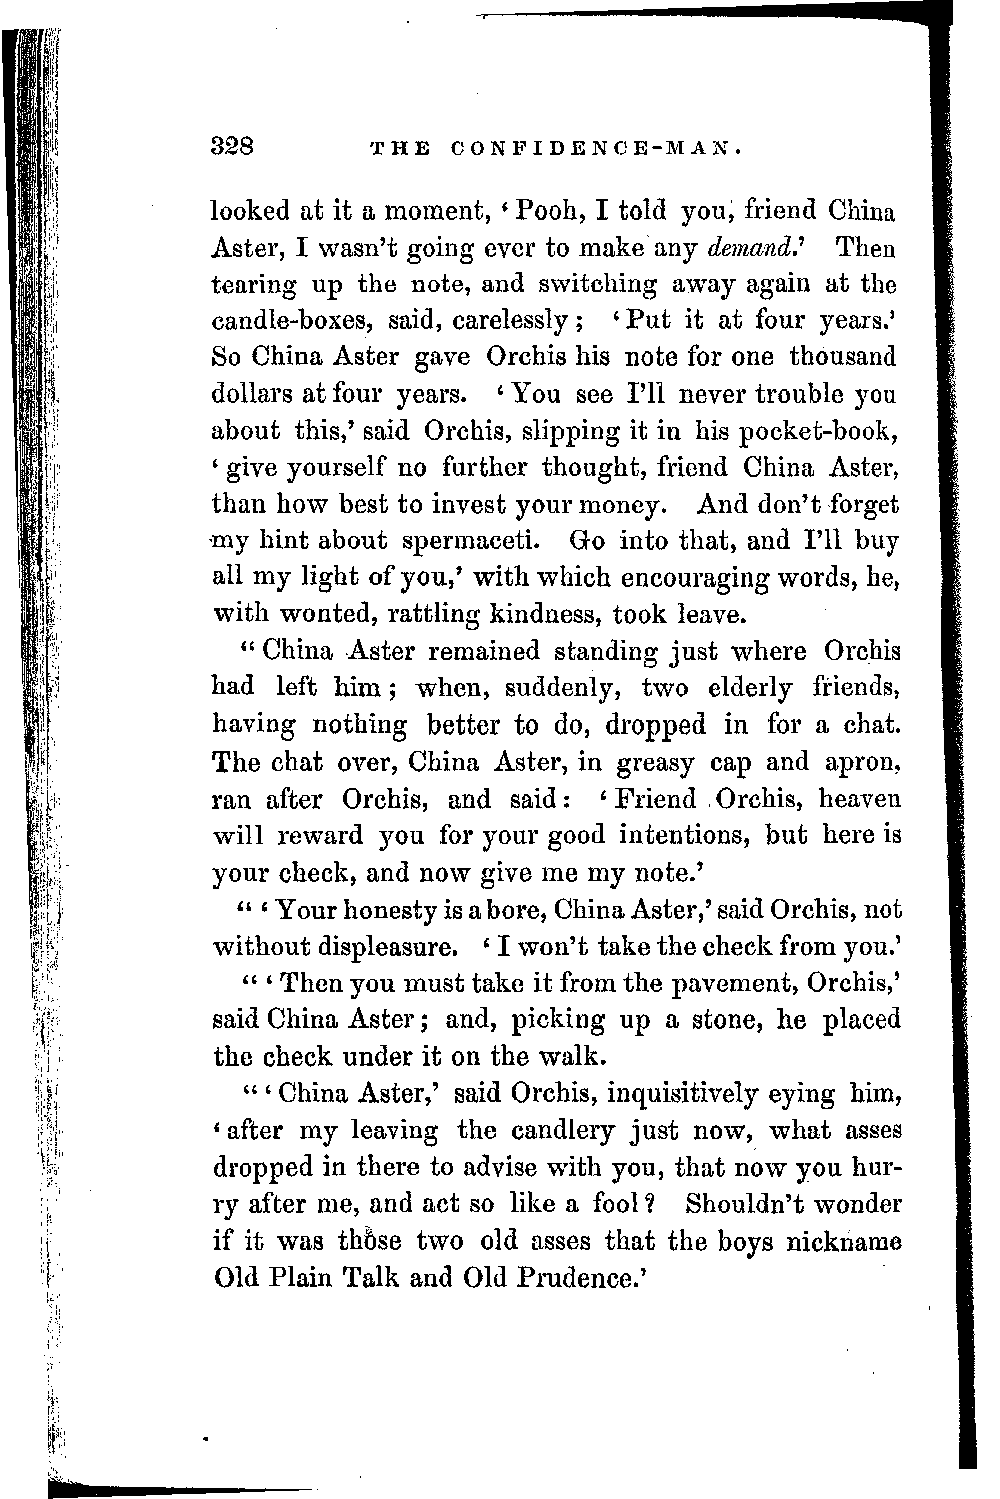 328 THE CONFIDENCE-MAN.
looked at it a moment, ‘Pooh, I told you, friend China
Aster, I wasn’t going ever to make any demand.’ Then
tearing up the note, and switching away again at the
candle-boxes, said, carelessly; ‘Put it at four years.’
So China Aster gave Orchis his note for one thousand
dollars at four years. ‘You see I’ll never trouble you
about this,’ said Orchis, slipping it in his pocket-book,
‘give yourself no further thought, friend China Aster,
than how best to invest your money. And don’t forget
my hint about spermaceti. Go into that, and I’ll buy
all my light of you,’ with which encouraging words, he,
with wonted, rattling kindness, took leave.
“China Aster remained standing just where Orchis
had left him; when, suddenly, two elderly friends,
having nothing better to do, dropped in for a chat.
The chat over, China Aster, in greasy cap and apron,
ran after Orchis, and said: ‘Friend Orchis, heaven
will reward you for your good intentions, but here is
your check, and now give me my note.’
“‘Your honesty is a bore, China Aster,’ said Orchis, not
without displeasure. ‘I won’t take the check from you.’
“‘Then you must take it from the pavement, Orchis,’
said China Aster; and, picking up a stone, he placed
the check under it on the walk.
“‘China Aster,’ said Orchis, inquisitively eying him,
‘after my leaving the candlery just now, what asses
dropped in there to advise with you, that now you hur-
ry after me, and act so like a fool? Shouldn’t wonder
if it was those two old asses that the boys nickname
Old Plain Talk and Old Prudence.’